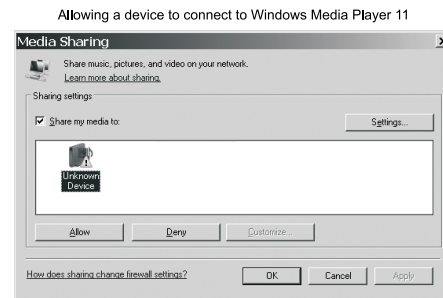 Allowing a device to connect to Windows Media Player 11
Media Sharing
Share music, pictures, and video on your network.
Learn more about sharing.
Sharing settings
Share my media to:
Settings...
Unknown
Device
Allow Deny Customize...
How does sharing change firewall settings? OK Cancel Apply